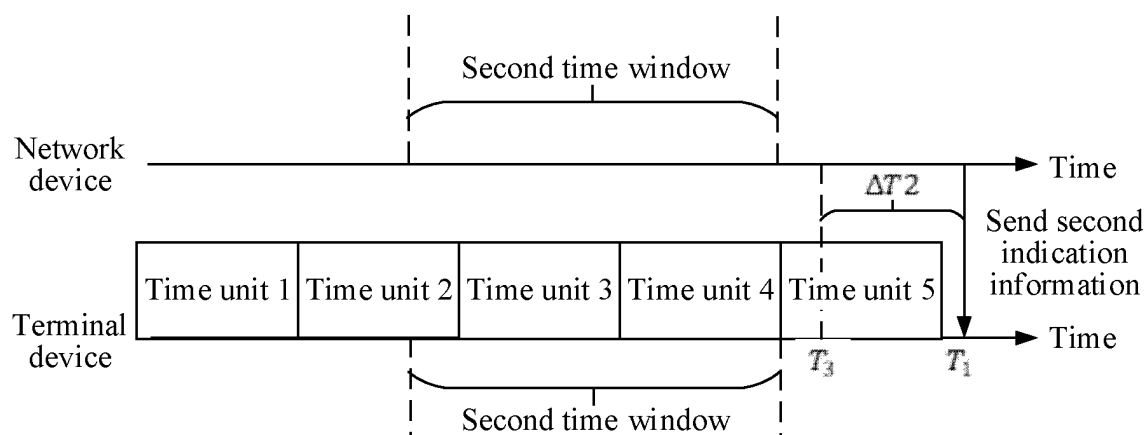 Second time window
Network
device
Time
ΔT2
Send second
indication
information
Time unit 1
Time unit 2
Time unit 3
Time unit 4
Time unit 5
Terminal
device
Time
T₃
T₁
Second time window